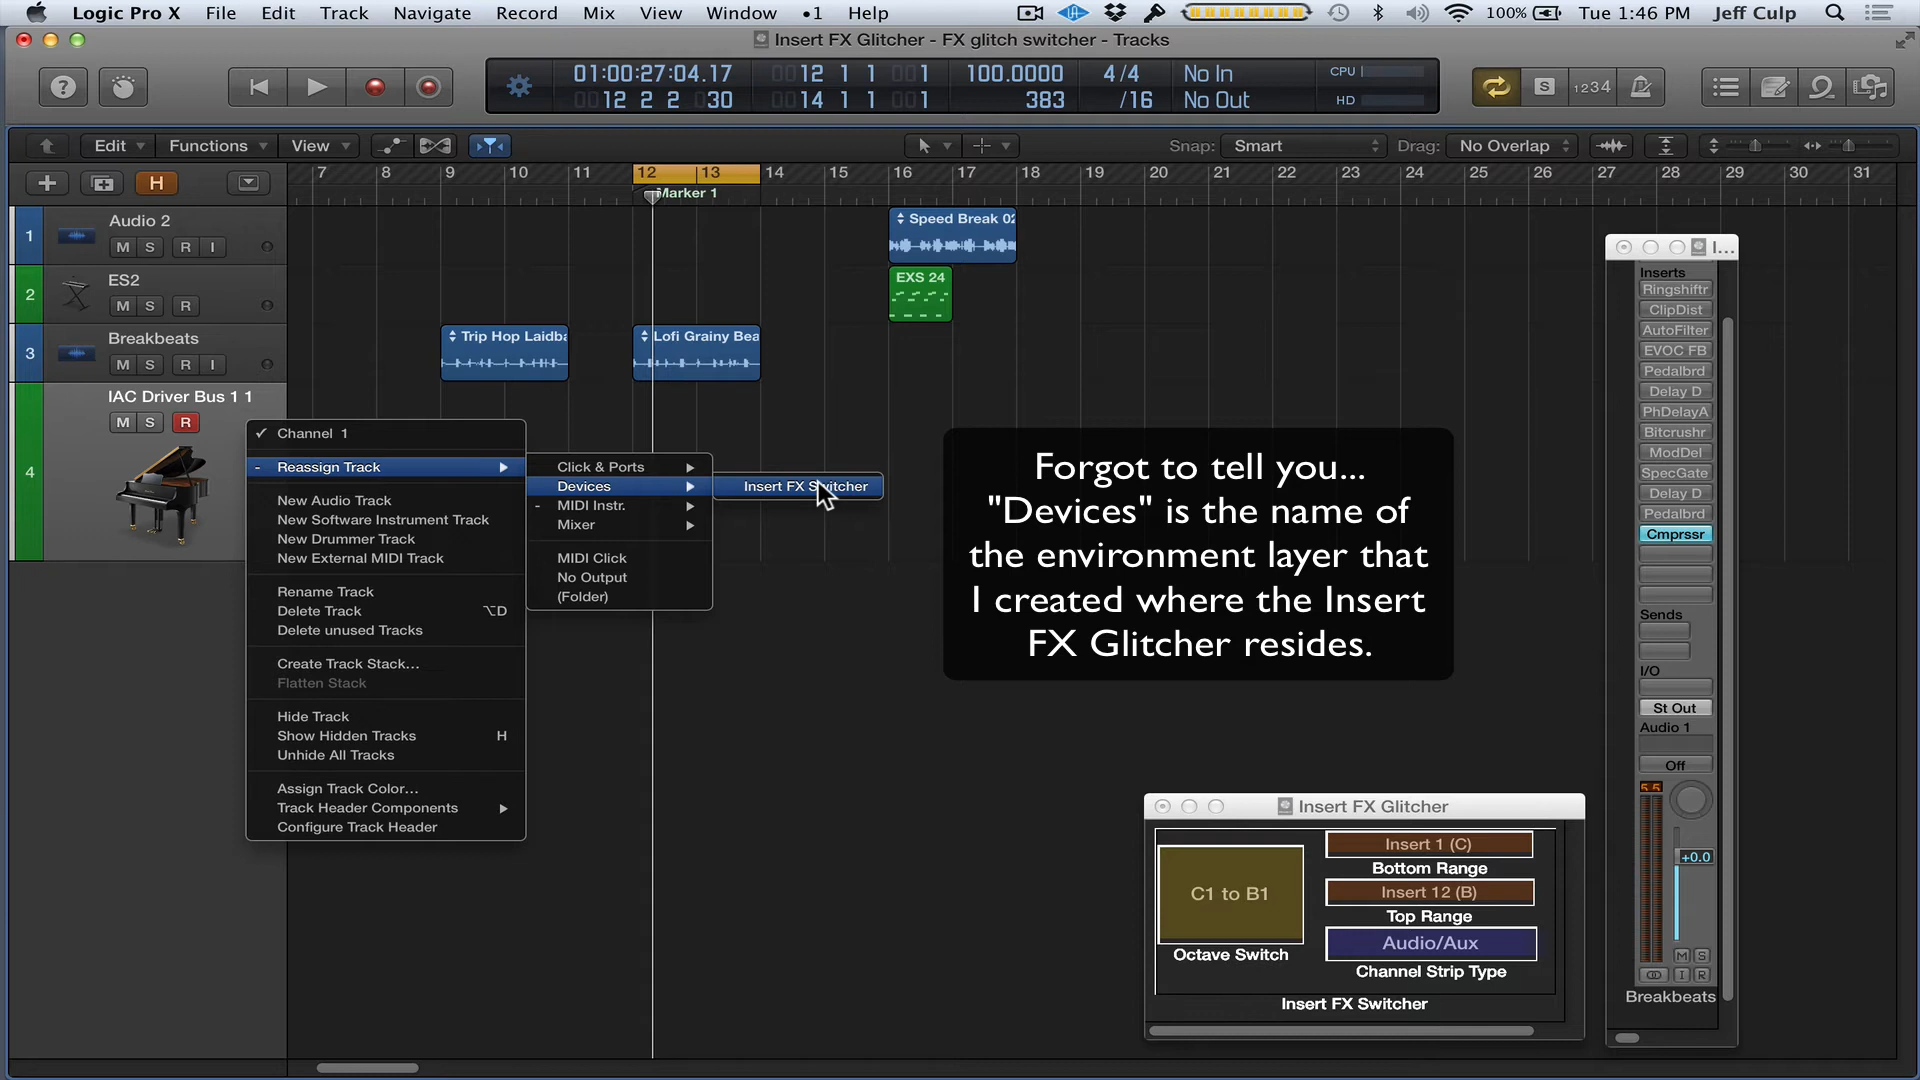 Logic Pro X File Edit Track Navigate Record Mix View Window 1 Help 100% Tue 1:46 PM Jeff Culp
Insert FX Glitcher - FX glitch switcher - Tracks
01:00:27:04.17 0012 1 1 001 100.0000 4/4 No In CPU
0012 2 2 030 0014 1 1 001 383 /16 No Out HD
S 1234
Edit Functions View Snap: Smart Drag: No Overlap
H
7 8 9 10 11 12 13 14 15 16 17 18 19 20 21 22 23 24 25 26 27 28 29 30 31
Marker 1
1 Audio 2
M S R I
2 ES2
M S R
3 Breakbeats
M S R I
4 IAC Driver Bus 1 1
M S R
Speed Break 02
EXS 24
Trip Hop Laidba
Lofi Grainy Bea
✓ Channel 1
- Reassign Track
New Audio Track
New Software Instrument Track
New Drummer Track
New External MIDI Track
Rename Track
Delete Track ⌥D
Delete unused Tracks
Create Track Stack...
Flatten Stack
Hide Track
Show Hidden Tracks H
Unhide All Tracks
Assign Track Color...
Track Header Components
Configure Track Header
Click & Ports
Devices
- MIDI Instr.
Mixer
MIDI Click
No Output
(Folder)
Insert FX Switcher
Forgot to tell you...
"Devices" is the name of
the environment layer that
I created where the Insert
FX Glitcher resides.
Insert FX Glitcher
C1 to B1
Octave Switch
Insert 1 (C)
Bottom Range
Insert 12 (B)
Top Range
Audio/Aux
Channel Strip Type
Insert FX Switcher
I...
Inserts
Ringshiftr
ClipDist
AutoFilter
EVOC FB
Pedalbrd
Delay D
PhDelayA
Bitcrushr
ModDel
SpecGate
Delay D
Pedalbrd
Cmprssr
Sends
I/O
St Out
Audio 1
Off
5.5
+0.0
M S
I R
Breakbeats